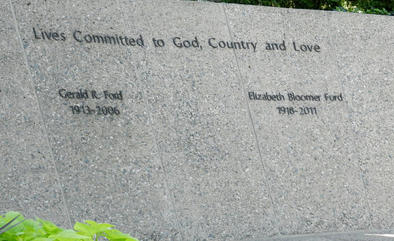 Lives Committed to God, Country and Love
Gerald R. Ford
1913-2006
Elizabeth Bloomer Ford
1918-2011